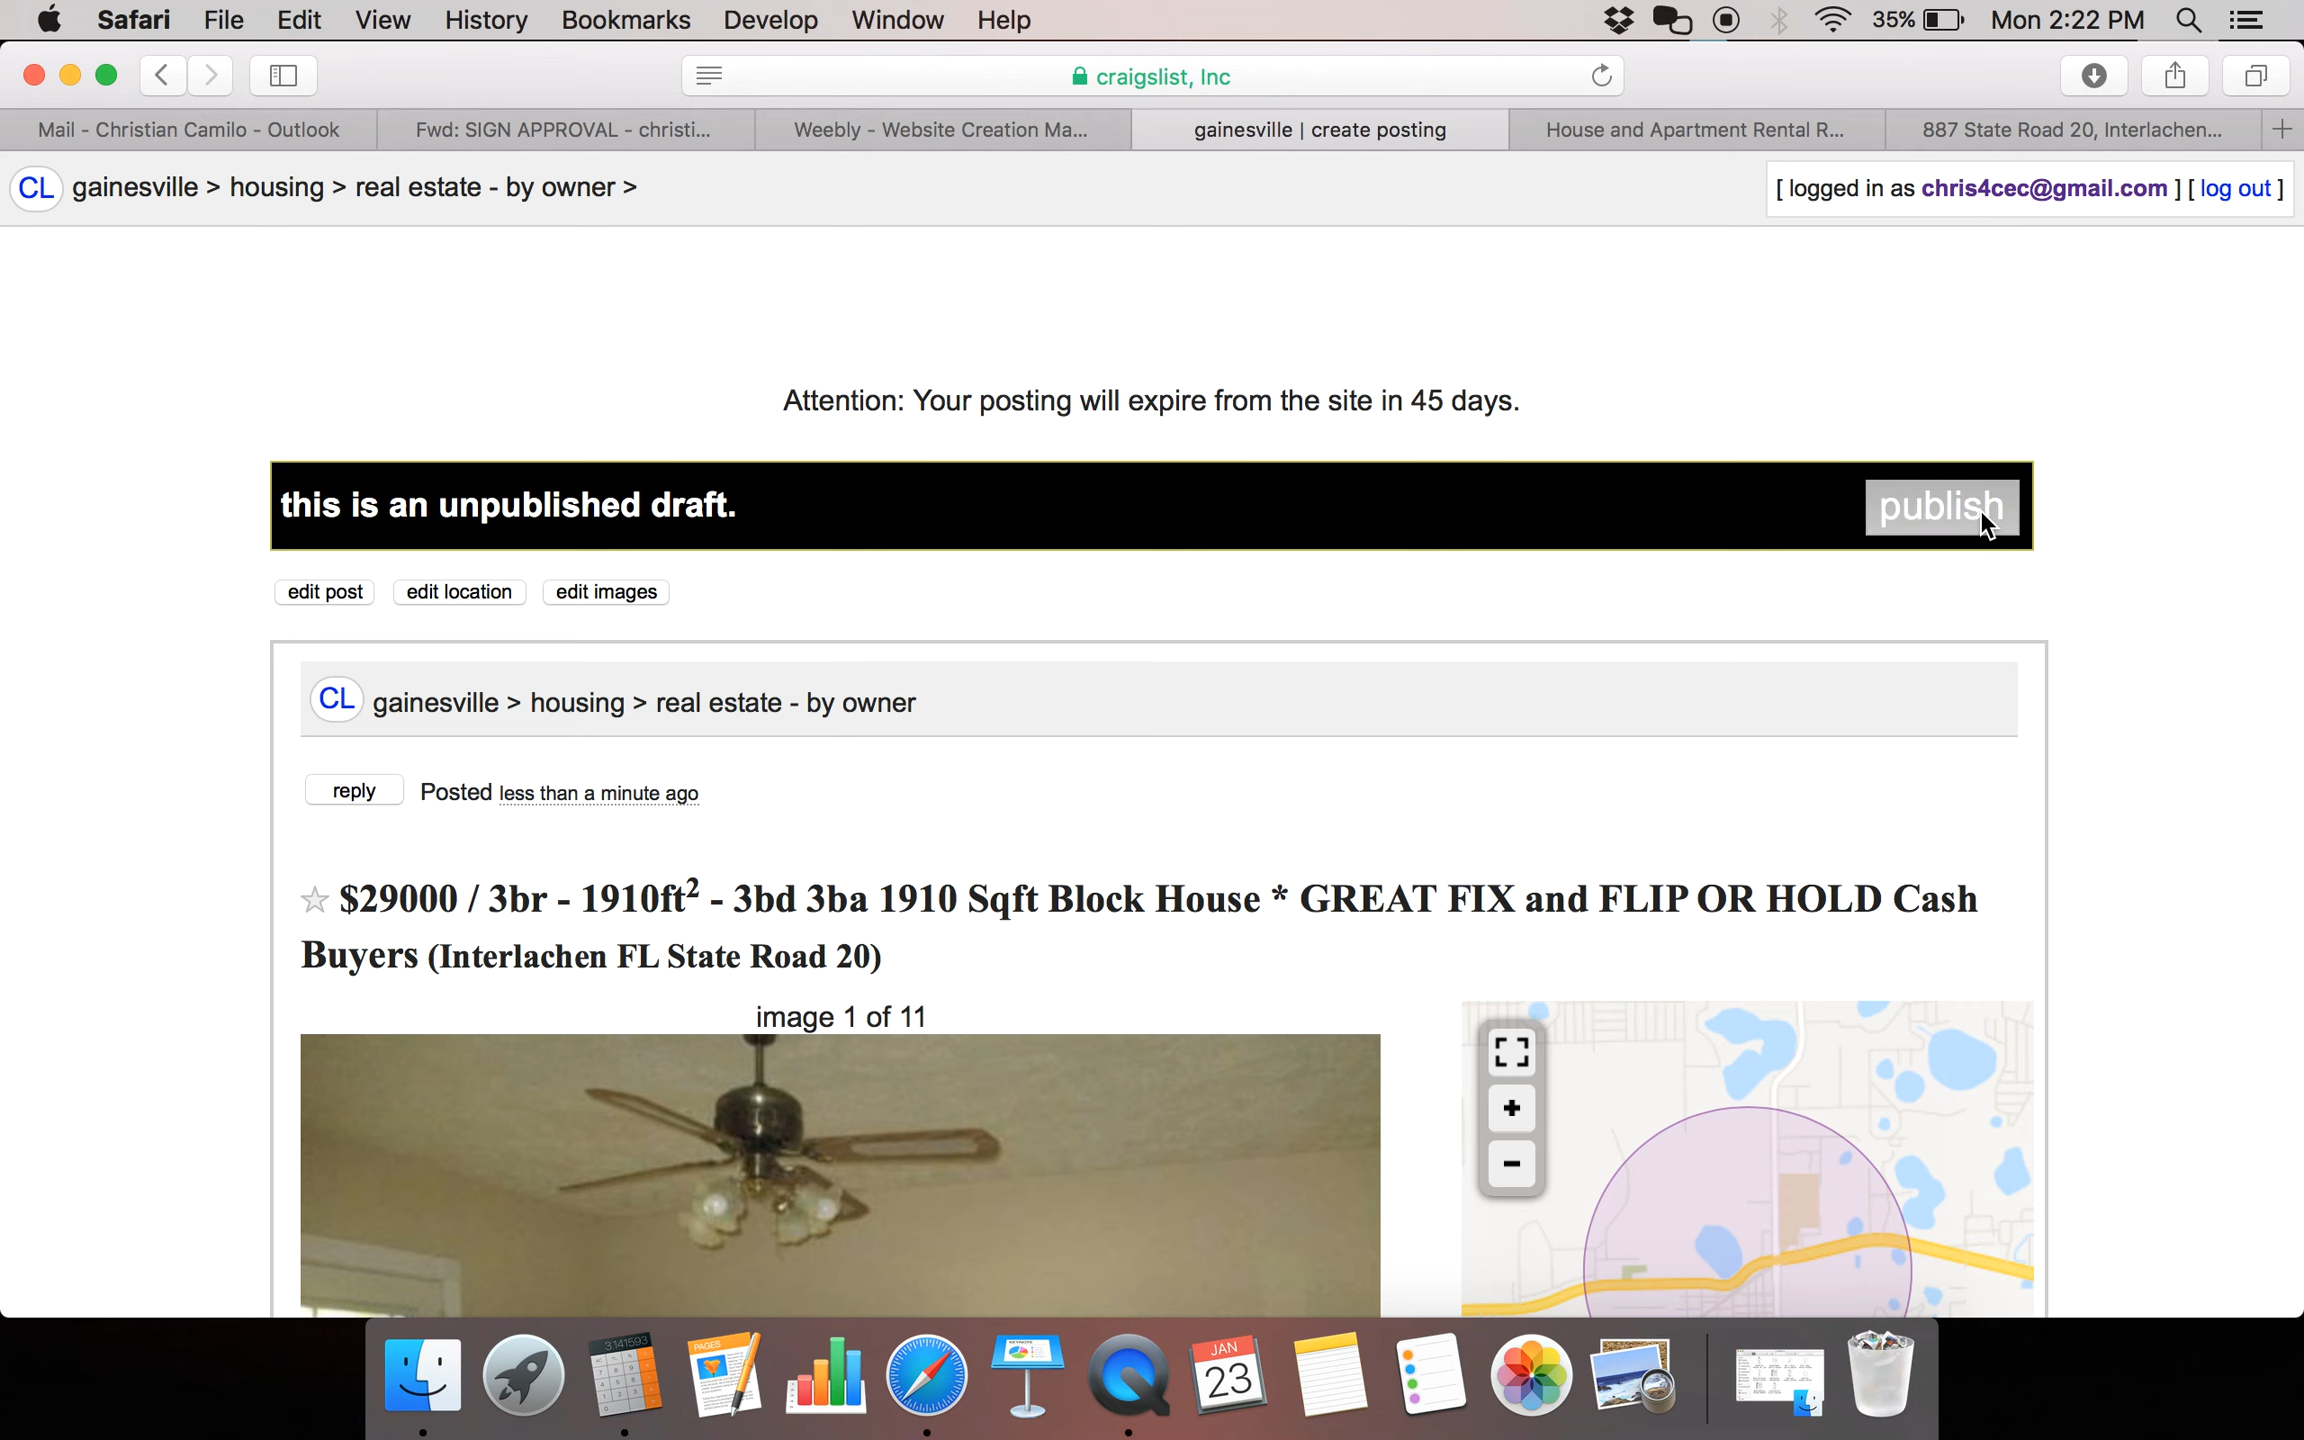 Safari File Edit View History Bookmarks Develop Window Help 35% Mon 2:22 PM
craigslist, Inc
Mail - Christian Camilo - Outlook Fwd: SIGN APPROVAL - christi... Weebly - Website Creation Ma... gainesville | create posting House and Apartment Rental R... 887 State Road 20, Interlachen...
CL gainesville > housing > real estate - by owner > [ logged in as chris4cec@gmail.com ] [ log out ]
Attention: Your posting will expire from the site in 45 days.
this is an unpublished draft. publish
edit post edit location edit images
CL gainesville > housing > real estate - by owner
reply Posted less than a minute ago
$29000 / 3br - 1910ft² - 3bd 3ba 1910 Sqft Block House * GREAT FIX and FLIP OR HOLD Cash
Buyers (Interlachen FL State Road 20)
image 1 of 11
3.141593
PAGES
KEYNOTE
JAN
23